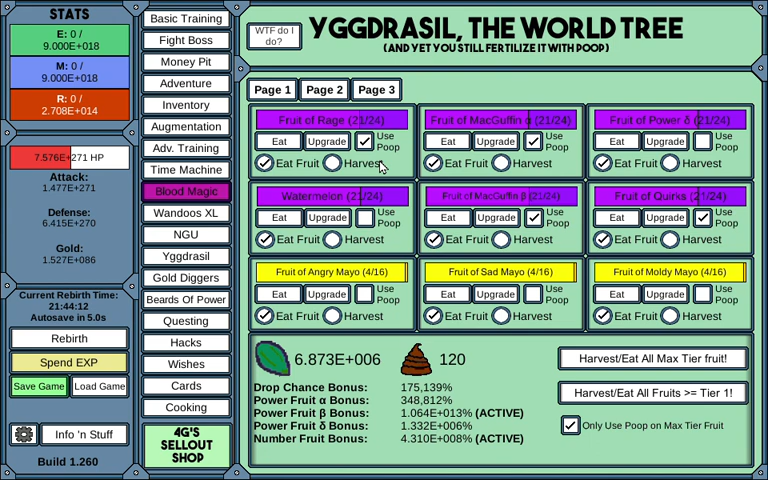 STATS
E: 0 /
9.000E+018
M: 0 /
9.000E+018
R: 0 /
2.708E+014
7.576E+271 HP
Attack:
1.477E+271
Defense:
6.415E+270
Gold:
1.527E+086
Current Rebirth Time:
21:44:12
Autosave in 5.0s
Rebirth
Spend EXP
Save Game
Load Game
Info 'n Stuff
Build 1.260
Basic Training
Fight Boss
Money Pit
Adventure
Inventory
Augmentation
Adv. Training
Time Machine
Blood Magic
Wandoos XL
NGU
Yggdrasil
Gold Diggers
Beards Of Power
Questing
Hacks
Wishes
Cards
Cooking
4G'S
SELLOUT
SHOP
WTF do I
do?
YGGDRASIL, THE WORLD TREE
(AND YET YOU STILL FERTILIZE IT WITH POOP)
Page 1
Page 2
Page 3
Fruit of Rage (21/24)
Eat
Upgrade
Use
Poop
Eat Fruit
Harvest
Fruit of MacGuffin α (21/24)
Eat
Upgrade
Use
Poop
Eat Fruit
Harvest
Fruit of Power δ (21/24)
Eat
Upgrade
Use
Poop
Eat Fruit
Harvest
Watermelon (21/24)
Eat
Upgrade
Use
Poop
Eat Fruit
Harvest
Fruit of MacGuffin β (21/24)
Eat
Upgrade
Use
Poop
Eat Fruit
Harvest
Fruit of Quirks (21/24)
Eat
Upgrade
Use
Poop
Eat Fruit
Harvest
Fruit of Angry Mayo (4/16)
Eat
Upgrade
Use
Poop
Eat Fruit
Harvest
Fruit of Sad Mayo (4/16)
Eat
Upgrade
Use
Poop
Eat Fruit
Harvest
Fruit of Moldy Mayo (4/16)
Eat
Upgrade
Use
Poop
Eat Fruit
Harvest
6.873E+006
120
Drop Chance Bonus: 175,139%
Power Fruit α Bonus: 348,812%
Power Fruit β Bonus: 1.064E+013% (ACTIVE)
Power Fruit δ Bonus: 1.332E+006%
Number Fruit Bonus: 4.310E+008% (ACTIVE)
Harvest/Eat All Max Tier fruit!
Harvest/Eat All Fruits >= Tier 1!
Only Use Poop on Max Tier Fruit